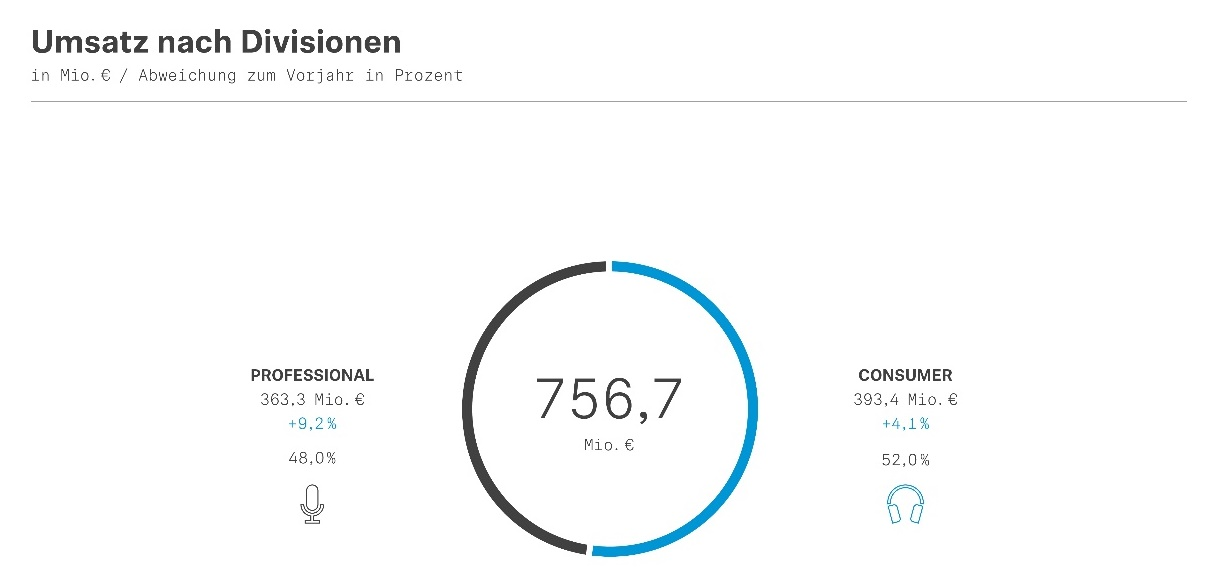 Umsatz nach Divisionen
in Mio. € / Abweichung zum Vorjahr in Prozent
PROFESSIONAL
363,3 Mio. €
+9,2 %
48,0 %
756,7
Mio. €
CONSUMER
393,4 Mio. €
+4,1 %
52,0 %